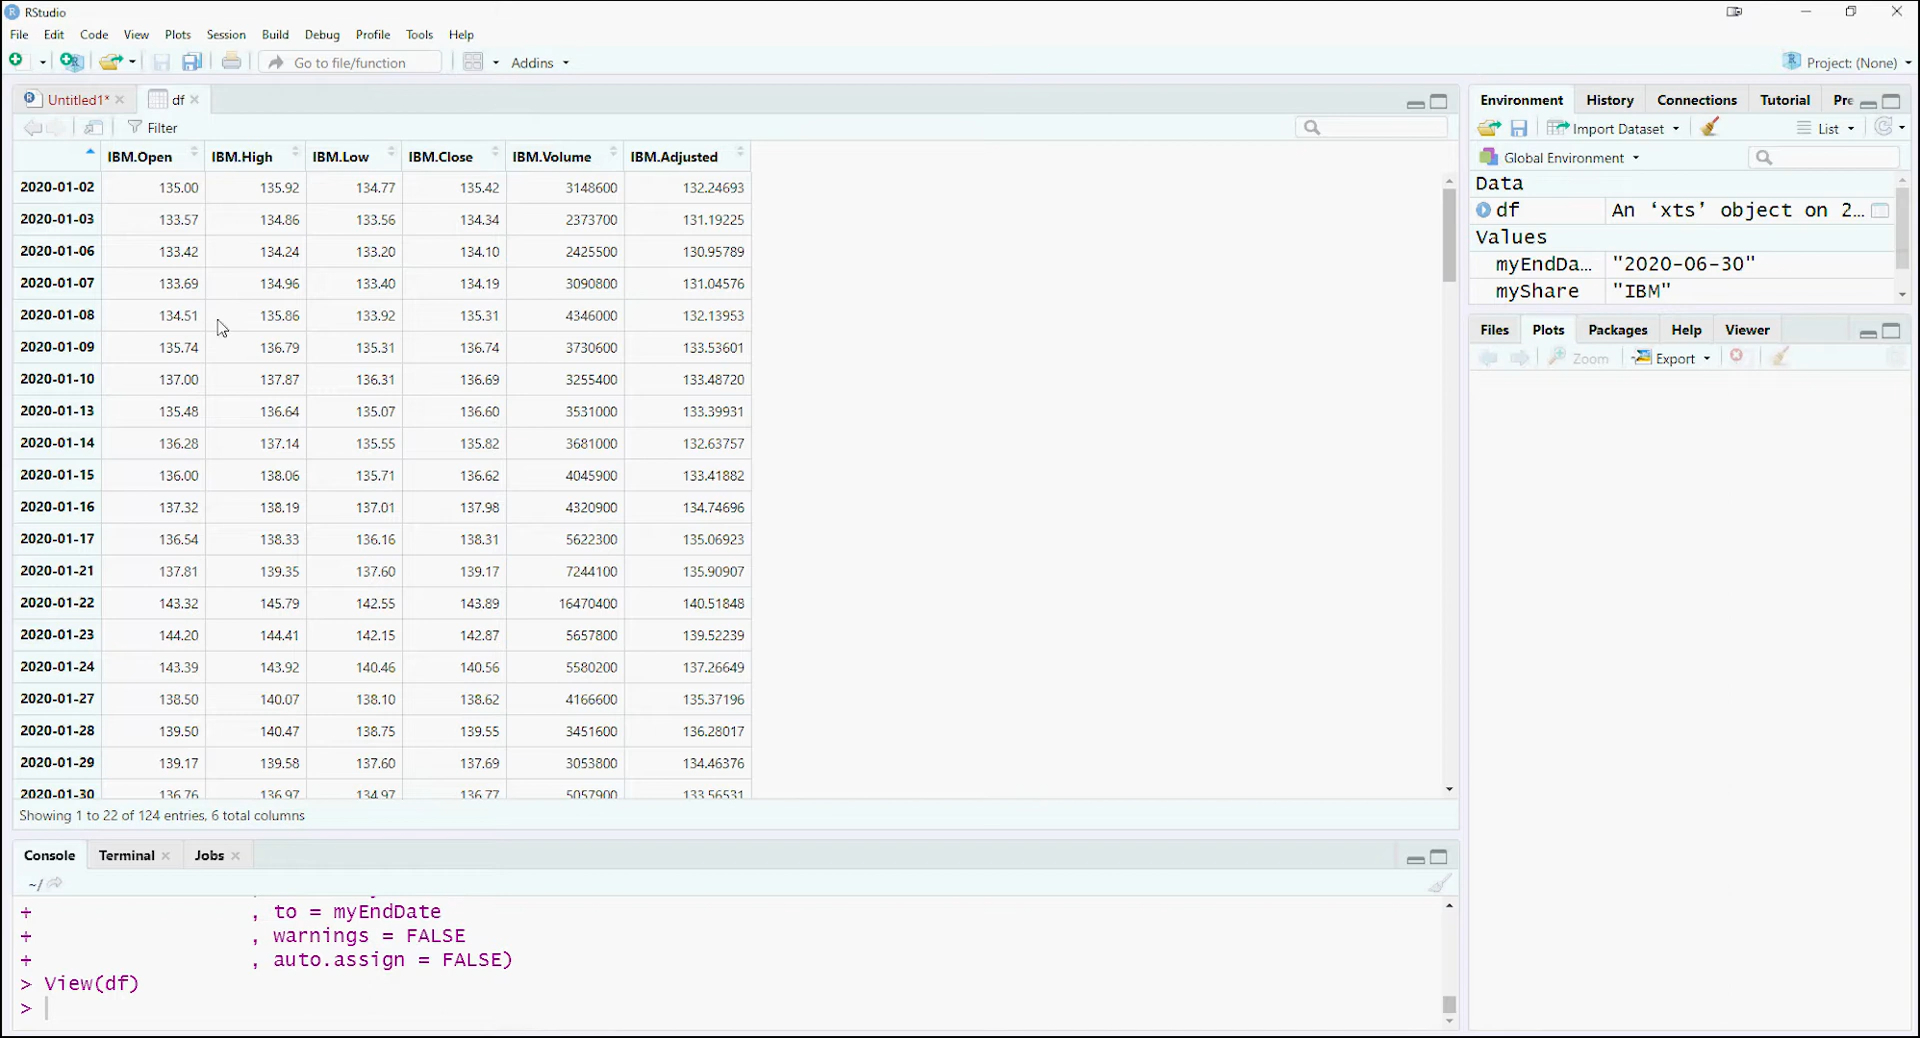 RStudio
File Edit Code View Plots Session Build Debug Profile Tools Help
Go to file/function Addins Project: (None)
Untitled1* df
Filter
IBM.Open IBM.High IBM.Low IBM.Close IBM.Volume IBM.Adjusted
2020-01-02 135.00 135.92 134.77 135.42 3148600 132.24693
2020-01-03 133.57 134.86 133.56 134.34 2373700 131.19225
2020-01-06 133.42 134.24 133.20 134.10 2425500 130.95789
2020-01-07 133.69 134.96 133.40 134.19 3090800 131.04576
2020-01-08 134.51 135.86 133.92 135.31 4346000 132.13953
2020-01-09 135.74 136.79 135.31 136.74 3730600 133.53601
2020-01-10 137.00 137.87 136.31 136.69 3255400 133.48720
2020-01-13 135.48 136.64 135.07 136.60 3531000 133.39931
2020-01-14 136.28 137.14 135.55 135.82 3681000 132.63757
2020-01-15 136.00 138.06 135.71 136.62 4045900 133.41882
2020-01-16 137.32 138.19 137.01 137.98 4320900 134.74696
2020-01-17 136.54 138.33 136.16 138.31 5622300 135.06923
2020-01-21 137.81 139.35 137.60 139.17 7244100 135.90907
2020-01-22 143.32 145.79 142.55 143.89 16470400 140.51848
2020-01-23 144.20 144.41 142.15 142.87 5657800 139.52239
2020-01-24 143.39 143.92 140.46 140.56 5580200 137.26649
2020-01-27 138.50 140.07 138.10 138.62 4166600 135.37196
2020-01-28 139.50 140.47 138.75 139.55 3451600 136.28017
2020-01-29 139.17 139.58 137.60 137.69 3053800 134.46376
2020-01-30 136.76 136.97 134.97 136.77 5057900 133.56531
Showing 1 to 22 of 124 entries, 6 total columns
Console Terminal Jobs
~/
+ , to = myEndDate
+ , warnings = FALSE
+ , auto.assign = FALSE)
> View(df)
>
Environment History Connections Tutorial Pre
Import Dataset List
Global Environment
Data
df An ‘xts’ object on 2…
Values
myEndDa… "2020-06-30"
myShare "IBM"
Files Plots Packages Help Viewer
Zoom Export